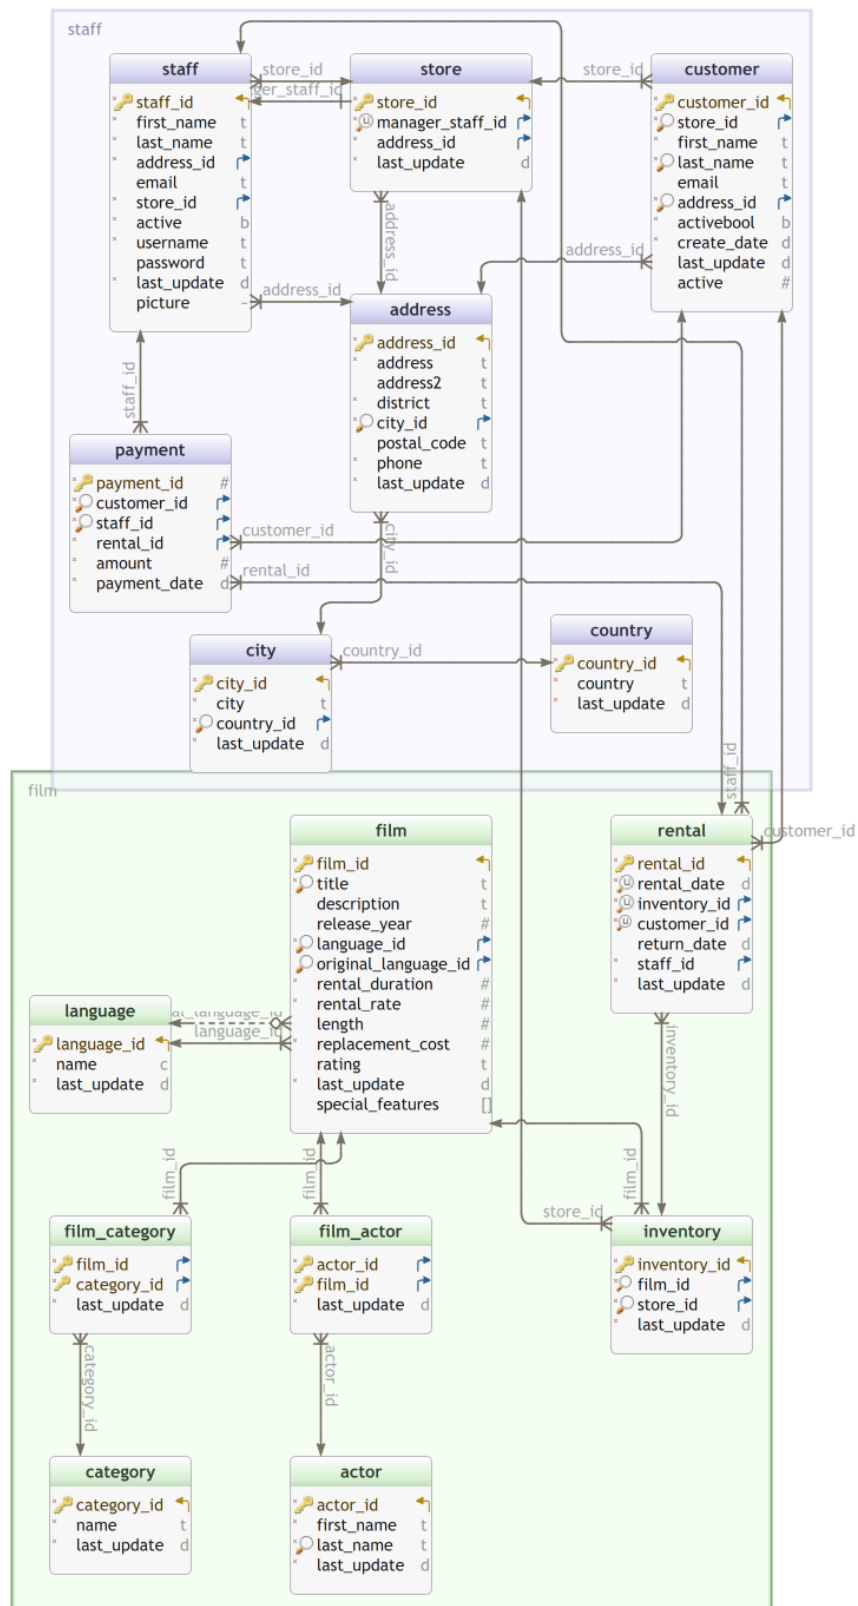 staff
staff
staff_id
first_name t
last_name t
address_id
email t
store_id
active b
username t
password t
last_update d
picture -
store_id
ger_staff_id
store
store_id
manager_staff_id
address_id
last_update d
store_id
customer
customer_id
store_id
first_name t
last_name t
email t
address_id
activebool b
create_date d
last_update d
active #
address_id
address_id
address_id
address
address_id
address t
address2 t
district t
city_id
postal_code t
phone t
last_update d
staff_id
payment
payment_id #
customer_id
staff_id
rental_id
amount #
payment_date d
customer_id
rental_id
city_id
city
city_id
city t
country_id
last_update d
country_id
country
country_id
country t
last_update d
staff_id
customer_id
film
film
film_id
title t
description t
release_year #
language_id
original_language_id
rental_duration #
rental_rate #
length #
replacement_cost #
rating t
last_update d
special_features []
rental
rental_id
rental_date d
inventory_id
customer_id
return_date d
staff_id
last_update d
language
language_id
name c
last_update d
al_language_id
language_id
inventory_id
film_id
film_id
film_id
store_id
film_category
film_id
category_id
last_update d
film_actor
actor_id
film_id
last_update d
inventory
inventory_id
film_id
store_id
last_update d
category_id
actor_id
category
category_id
name t
last_update d
actor
actor_id
first_name t
last_name t
last_update d